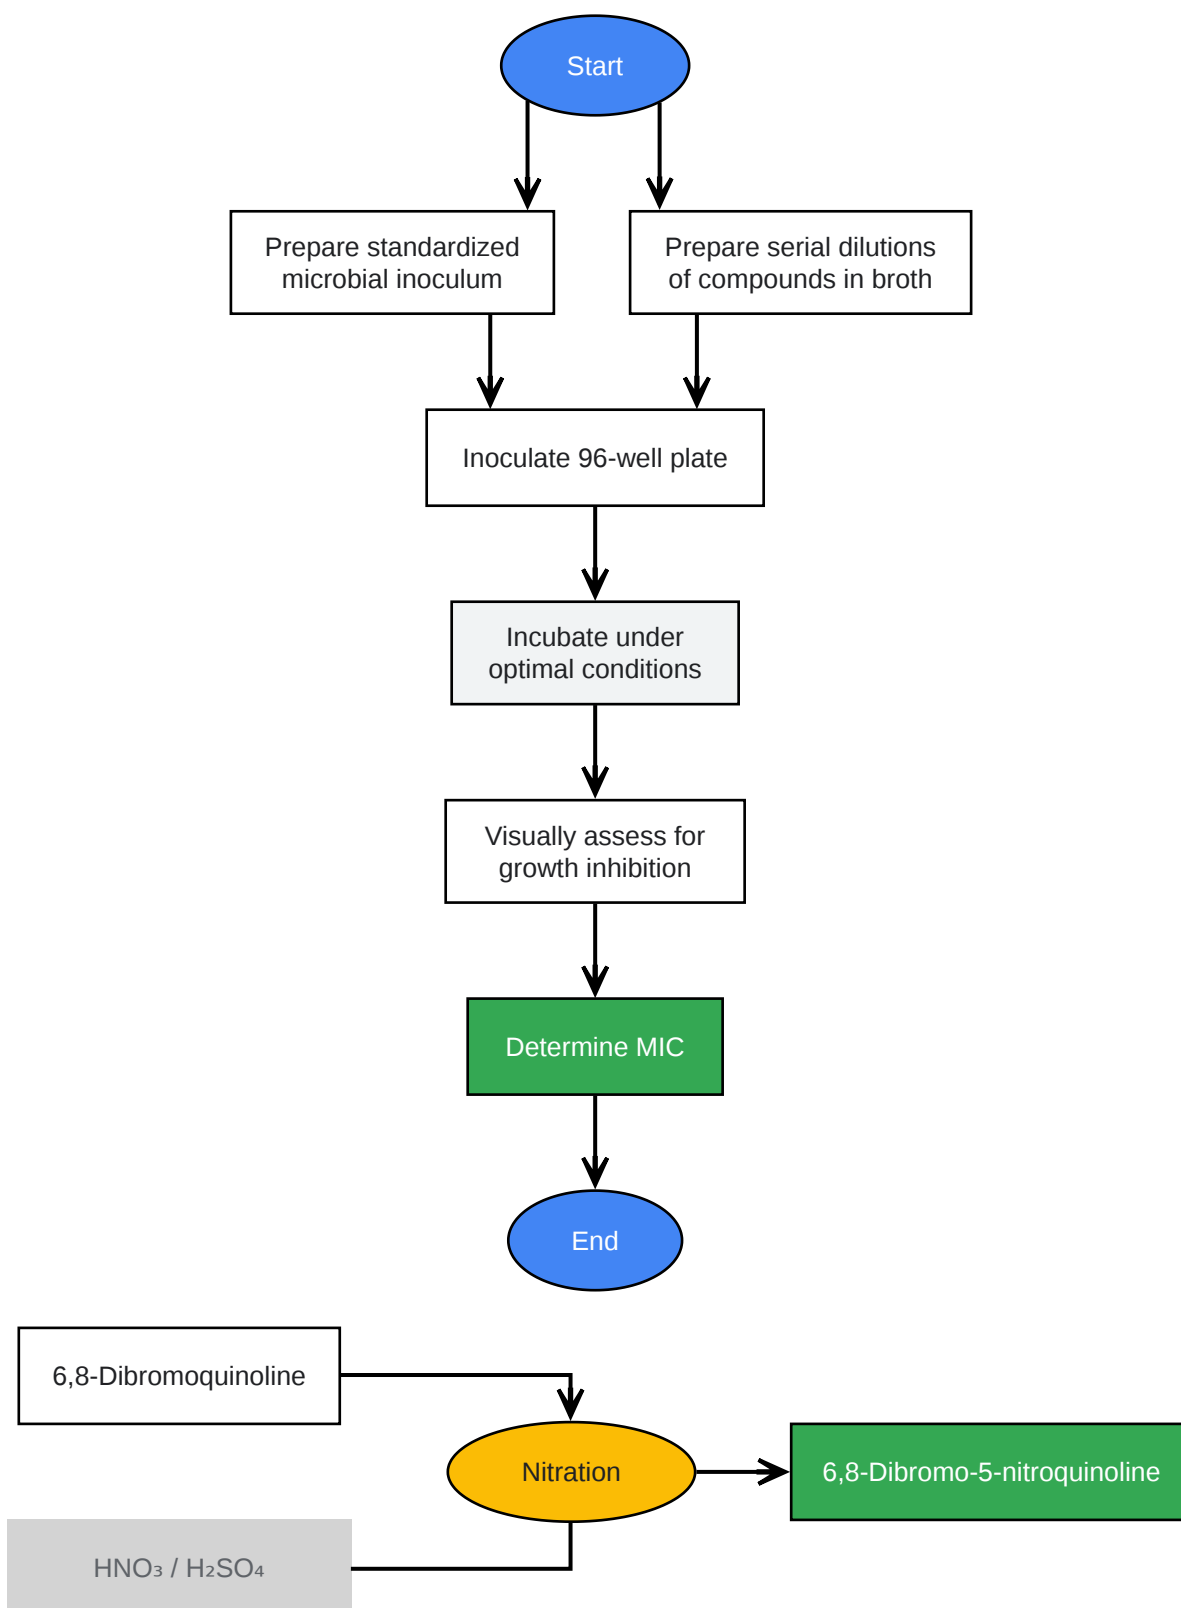 Start
Prepare standardized
microbial inoculum
Prepare serial dilutions
of compounds in broth
Inoculate 96-well plate
Incubate under
optimal conditions
Visually assess for
growth inhibition
Determine MIC
End
6,8-Dibromoquinoline
Nitration
6,8-Dibromo-5-nitroquinoline
HNO₃ / H₂SO₄